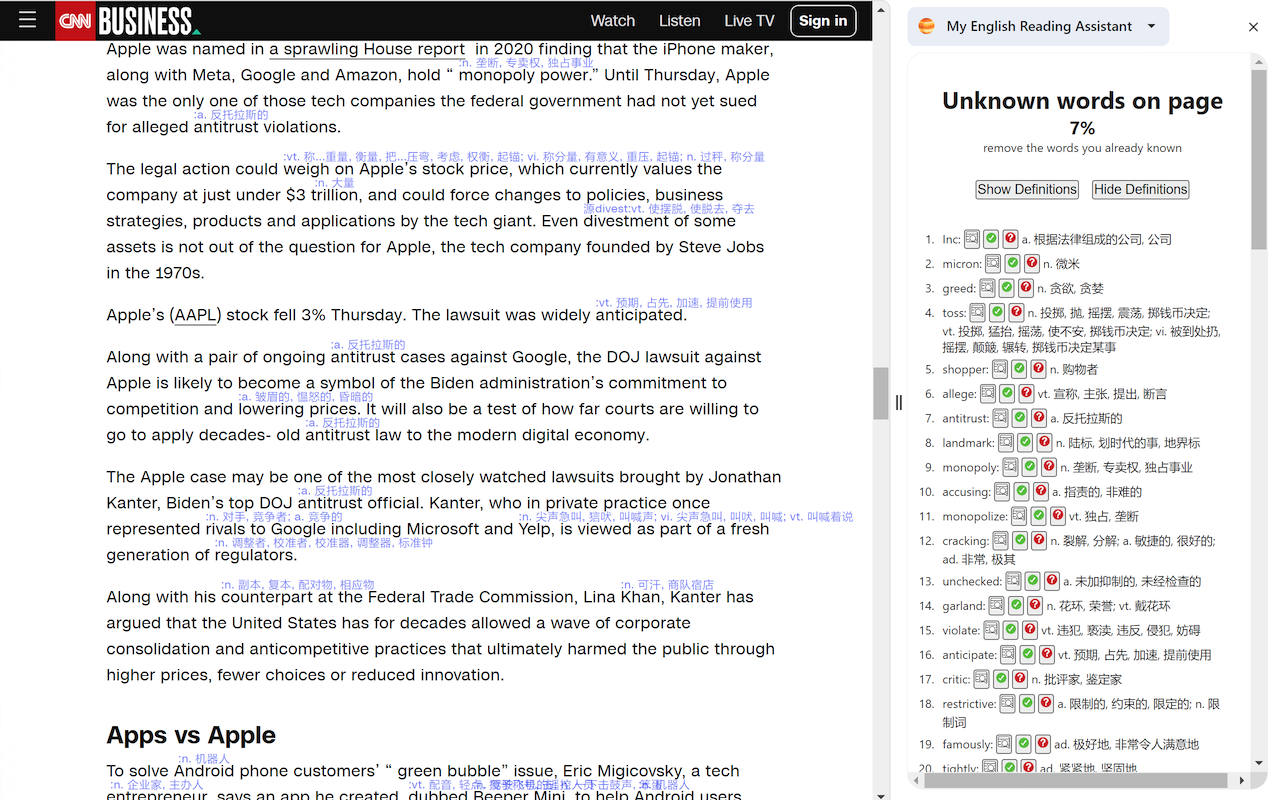 CNN BUSINESS
Watch Listen Live TV Sign in
Apple was named in a sprawling House report in 2020 finding that the iPhone maker,
:n. 垄断, 专卖权, 独占事业
along with Meta, Google and Amazon, hold “ monopoly power.” Until Thursday, Apple
was the only one of those tech companies the federal government had not yet sued
:a. 反托拉斯的
for alleged antitrust violations.
:vt. 称...重量, 衡量, 把...压弯, 考虑, 权衡, 起锚; vi. 称分量, 有意义, 重压, 起锚; n. 过秤, 称分量
The legal action could weigh on Apple’s stock price, which currently values the
:n. 大量
company at just under $3 trillion, and could force changes to policies, business
源divest:vt. 使摆脱, 使脱去, 夺去
strategies, products and applications by the tech giant. Even divestment of some
assets is not out of the question for Apple, the tech company founded by Steve Jobs
in the 1970s.
:vt. 预期, 占先, 加速, 提前使用
Apple’s (AAPL) stock fell 3% Thursday. The lawsuit was widely anticipated.
:a. 反托拉斯的
Along with a pair of ongoing antitrust cases against Google, the DOJ lawsuit against
Apple is likely to become a symbol of the Biden administration’s commitment to
:a. 皱眉的, 愠怒的, 昏暗的
competition and lowering prices. It will also be a test of how far courts are willing to
:a. 反托拉斯的
go to apply decades- old antitrust law to the modern digital economy.
The Apple case may be one of the most closely watched lawsuits brought by Jonathan
:a. 反托拉斯的
Kanter, Biden’s top DOJ antitrust official. Kanter, who in private practice once
:n. 对手, 竞争者; a. 竞争的 :n. 尖声急叫, 猛吠, 叫喊声; vi. 尖声急叫, 叫吠, 叫喊; vt. 叫喊着说
represented rivals to Google including Microsoft and Yelp, is viewed as part of a fresh
:n. 调整者, 校准者, 校准器, 调整器, 标准钟
generation of regulators.
:n. 副本, 复本, 配对物, 相应物 :n. 可汗, 商队宿店
Along with his counterpart at the Federal Trade Commission, Lina Khan, Kanter has
argued that the United States has for decades allowed a wave of corporate
consolidation and anticompetitive practices that ultimately harmed the public through
higher prices, fewer choices or reduced innovation.
Apps vs Apple
:n. 机器人
To solve Android phone customers’ “ green bubble” issue, Eric Migicovsky, a tech
:n. 企业家, 主办人 :vt. 配音, 轻点,
entrepreneur, says an app he created, dubbed Beeper Mini, to help Android users
My English Reading Assistant
Unknown words on page
7%
remove the words you already known
Show Definitions Hide Definitions
1. Inc: a. 根据法律组成的公司, 公司
2. micron: n. 微米
3. greed: n. 贪欲, 贪婪
4. toss: n. 投掷, 抛, 摇摆, 震荡, 掷钱币决定;
vt. 投掷, 猛抬, 摇荡, 使不安, 掷钱币决定; vi. 被到处扔,
摇摆, 颠簸, 辗转, 掷钱币决定某事
5. shopper: n. 购物者
6. allege: vt. 宣称, 主张, 提出, 断言
7. antitrust: a. 反托拉斯的
8. landmark: n. 陆标, 划时代的事, 地界标
9. monopoly: n. 垄断, 专卖权, 独占事业
10. accusing: a. 指责的, 非难的
11. monopolize: vt. 独占, 垄断
12. cracking: n. 裂解, 分解; a. 敏捷的, 很好的;
ad. 非常, 极其
13. unchecked: a. 未加抑制的, 未经检查的
14. garland: n. 花环, 荣誉; vt. 戴花环
15. violate: vt. 违犯, 亵渎, 违反, 侵犯, 妨碍
16. anticipate: vt. 预期, 占先, 加速, 提前使用
17. critic: n. 批评家, 鉴定家
18. restrictive: a. 限制的, 约束的, 限定的; n. 限
制词
19. famously: ad. 极好地, 非常令人满意地
20. tightly: ad. 紧紧地, 坚固地